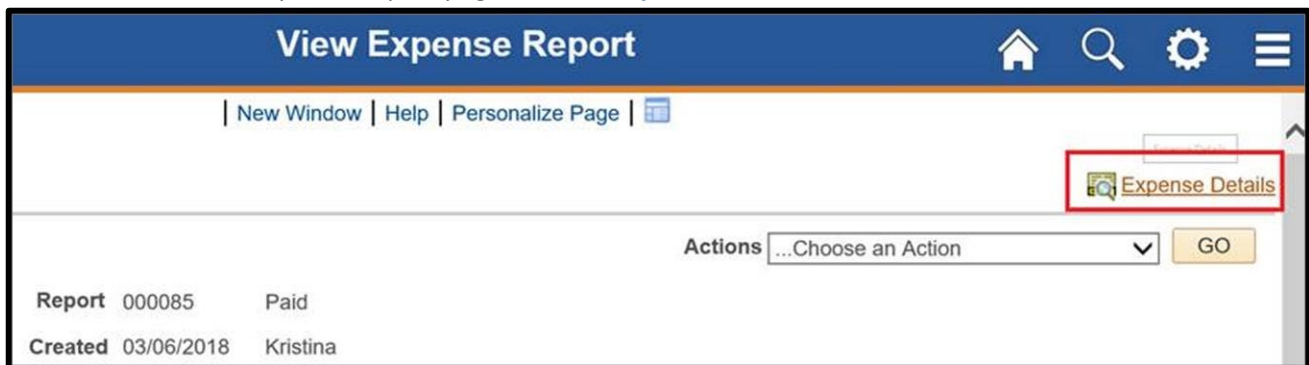 View Expense Report
New Window | Help | Personalize Page |
Expense Details
Actions ...Choose an Action GO
Report 000085 Paid
Created 03/06/2018 Kristina